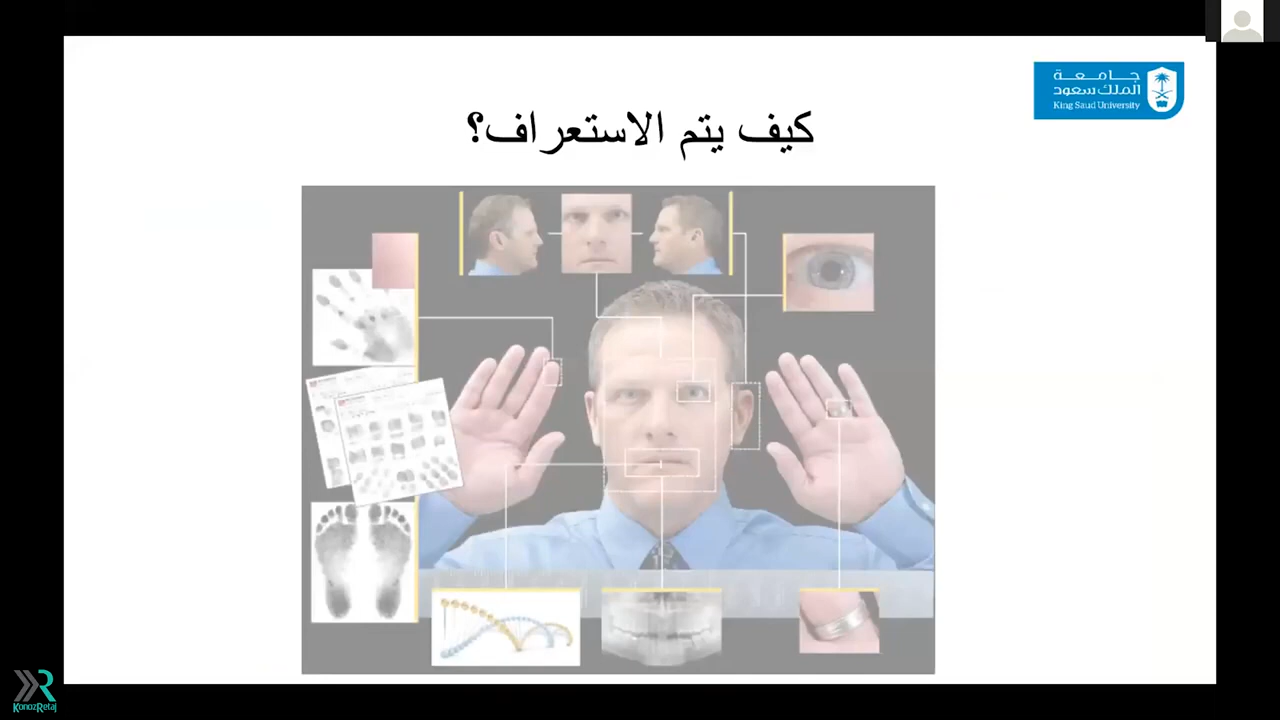 جامعة
الملك سعود
King Saud University
كيف يتم الاستعراف؟
KonozRetaj